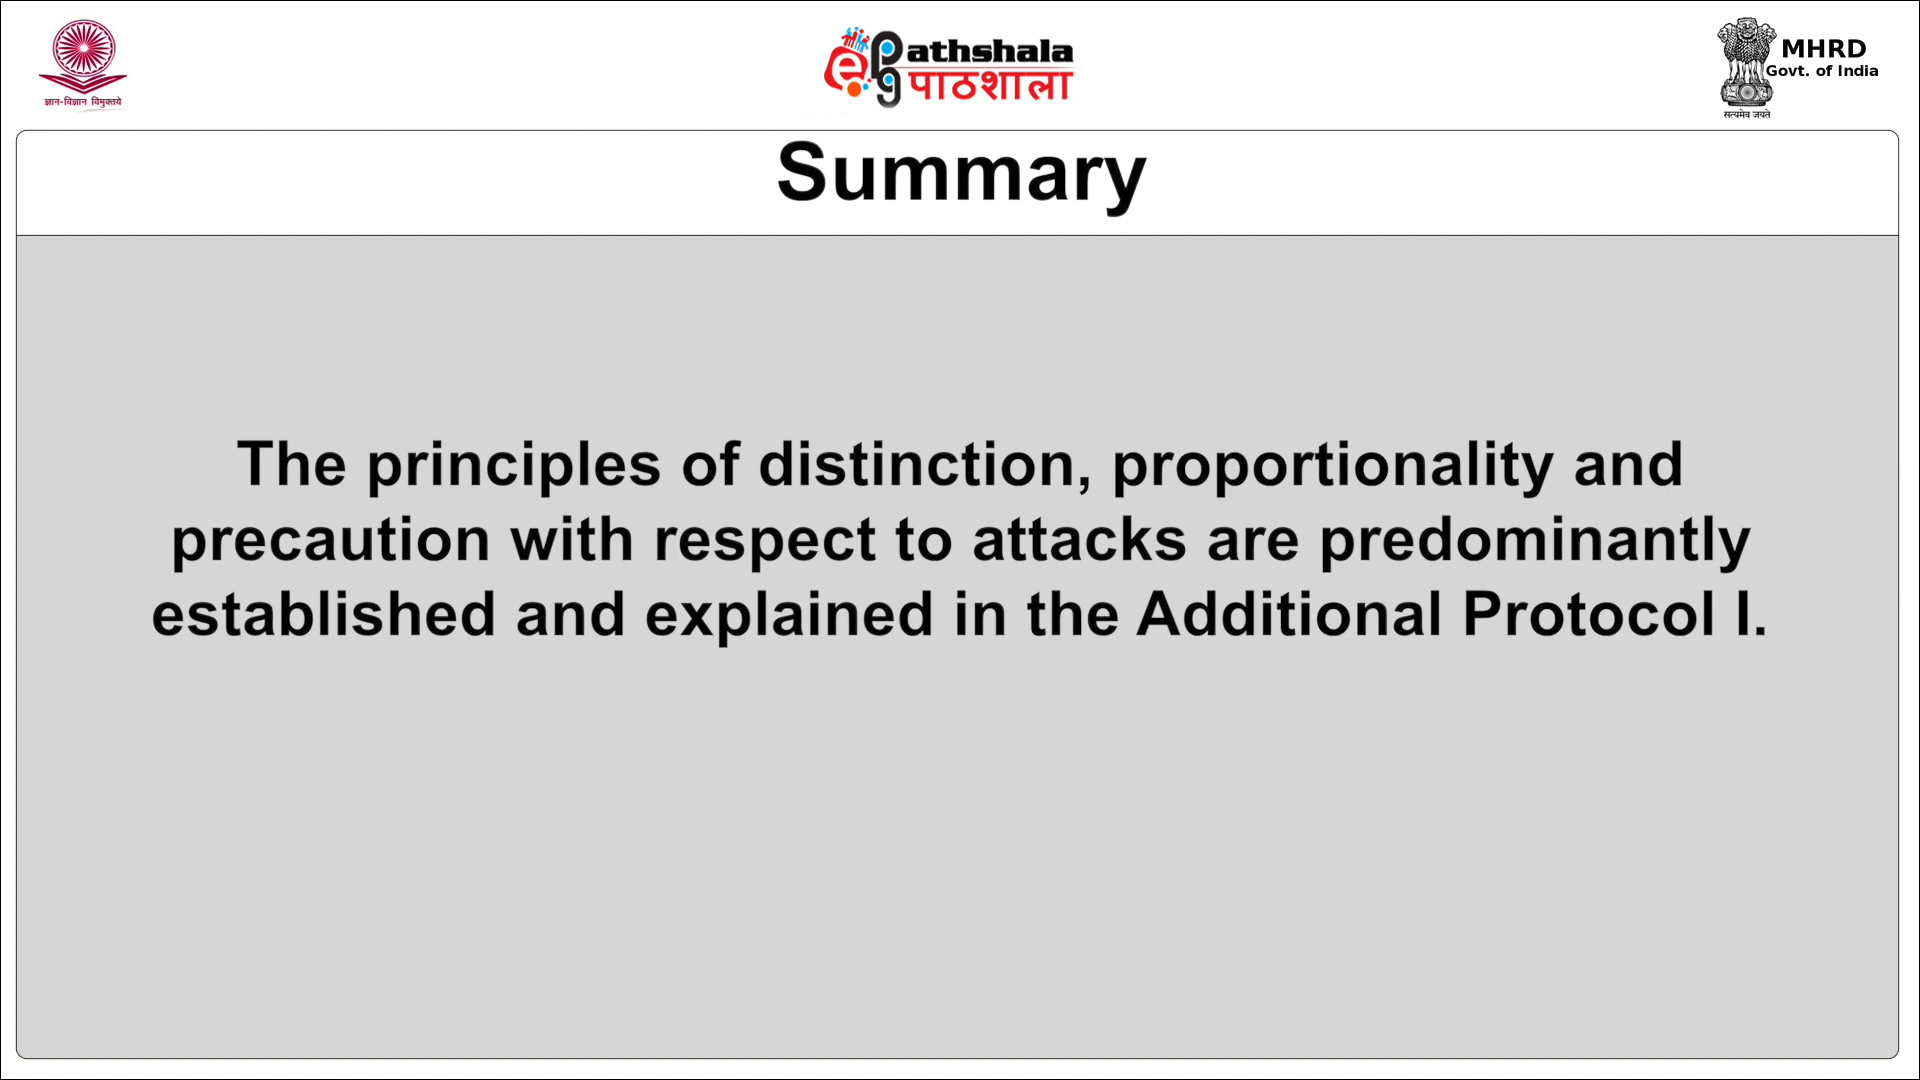 ज्ञान-विज्ञान विमुक्तये
e Pg athshala
पाठशाला
MHRD
Govt. of India
सत्यमेव जयते
Summary
The principles of distinction, proportionality and
precaution with respect to attacks are predominantly
established and explained in the Additional Protocol I.